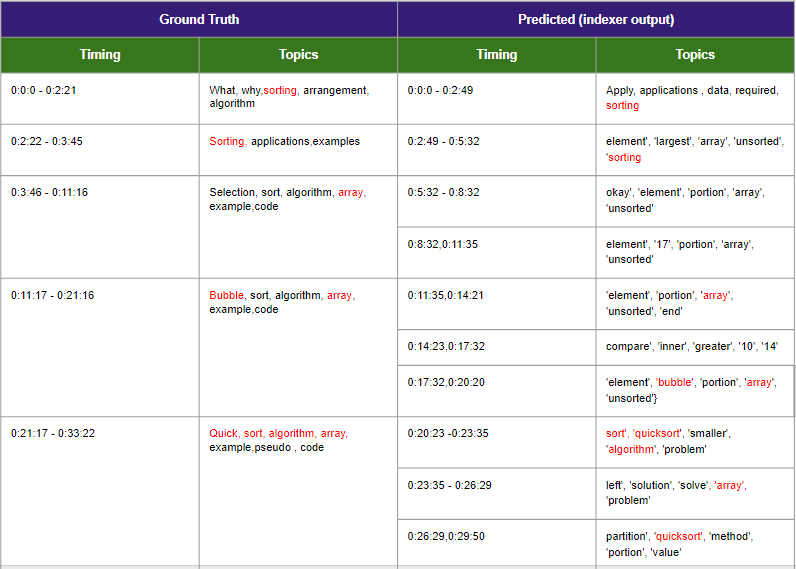 Ground Truth
Predicted (indexer output)
Timing
Topics
Timing
Topics
0:0:0 - 0:2:21
What, why,sorting, arrangement,
algorithm
0:0:0 - 0:2:49
Apply, applications , data, required,
sorting
0:2:22 - 0:3:45
Sorting, applications,examples
0:2:49 - 0:5:32
element', 'largest', 'array', 'unsorted',
'sorting
0:3:46 - 0:11:16
Selection, sort, algorithm, array,
example,code
0:5:32 - 0:8:32
okay', 'element', 'portion', 'array',
'unsorted'
0:8:32,0:11:35
element', '17', 'portion', 'array',
'unsorted'
0:11:17 - 0:21:16
Bubble, sort, algorithm, array,
example,code
0:11:35,0:14:21
'element', 'portion', 'array',
'unsorted', 'end'
0:14:23,0:17:32
compare', 'inner', 'greater', '10', '14'
0:17:32,0:20:20
'element', 'bubble', 'portion', 'array',
'unsorted'}
0:21:17 - 0:33:22
Quick, sort, algorithm, array,
example,pseudo , code
0:20:23 -0:23:35
sort', 'quicksort', 'smaller',
'algorithm', 'problem'
0:23:35 - 0:26:29
left', 'solution', 'solve', 'array',
'problem'
0:26:29,0:29:50
partition', 'quicksort', 'method',
'portion', 'value'